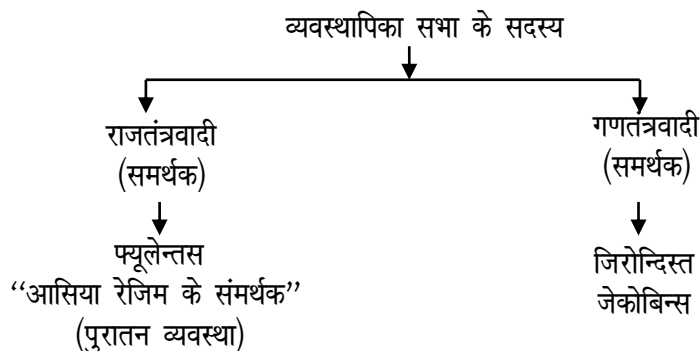 व्यवस्थापिका सभा के सदस्य
राजतंत्रवादी
(समर्थक)
फ्यूलेन्तस
‘‘आसिया रेजिम के संमर्थक”
(पुरातन व्यवस्था)
गणतंत्रवादी
(समर्थक)
जिरोन्दिस्त
जेकोबिन्स